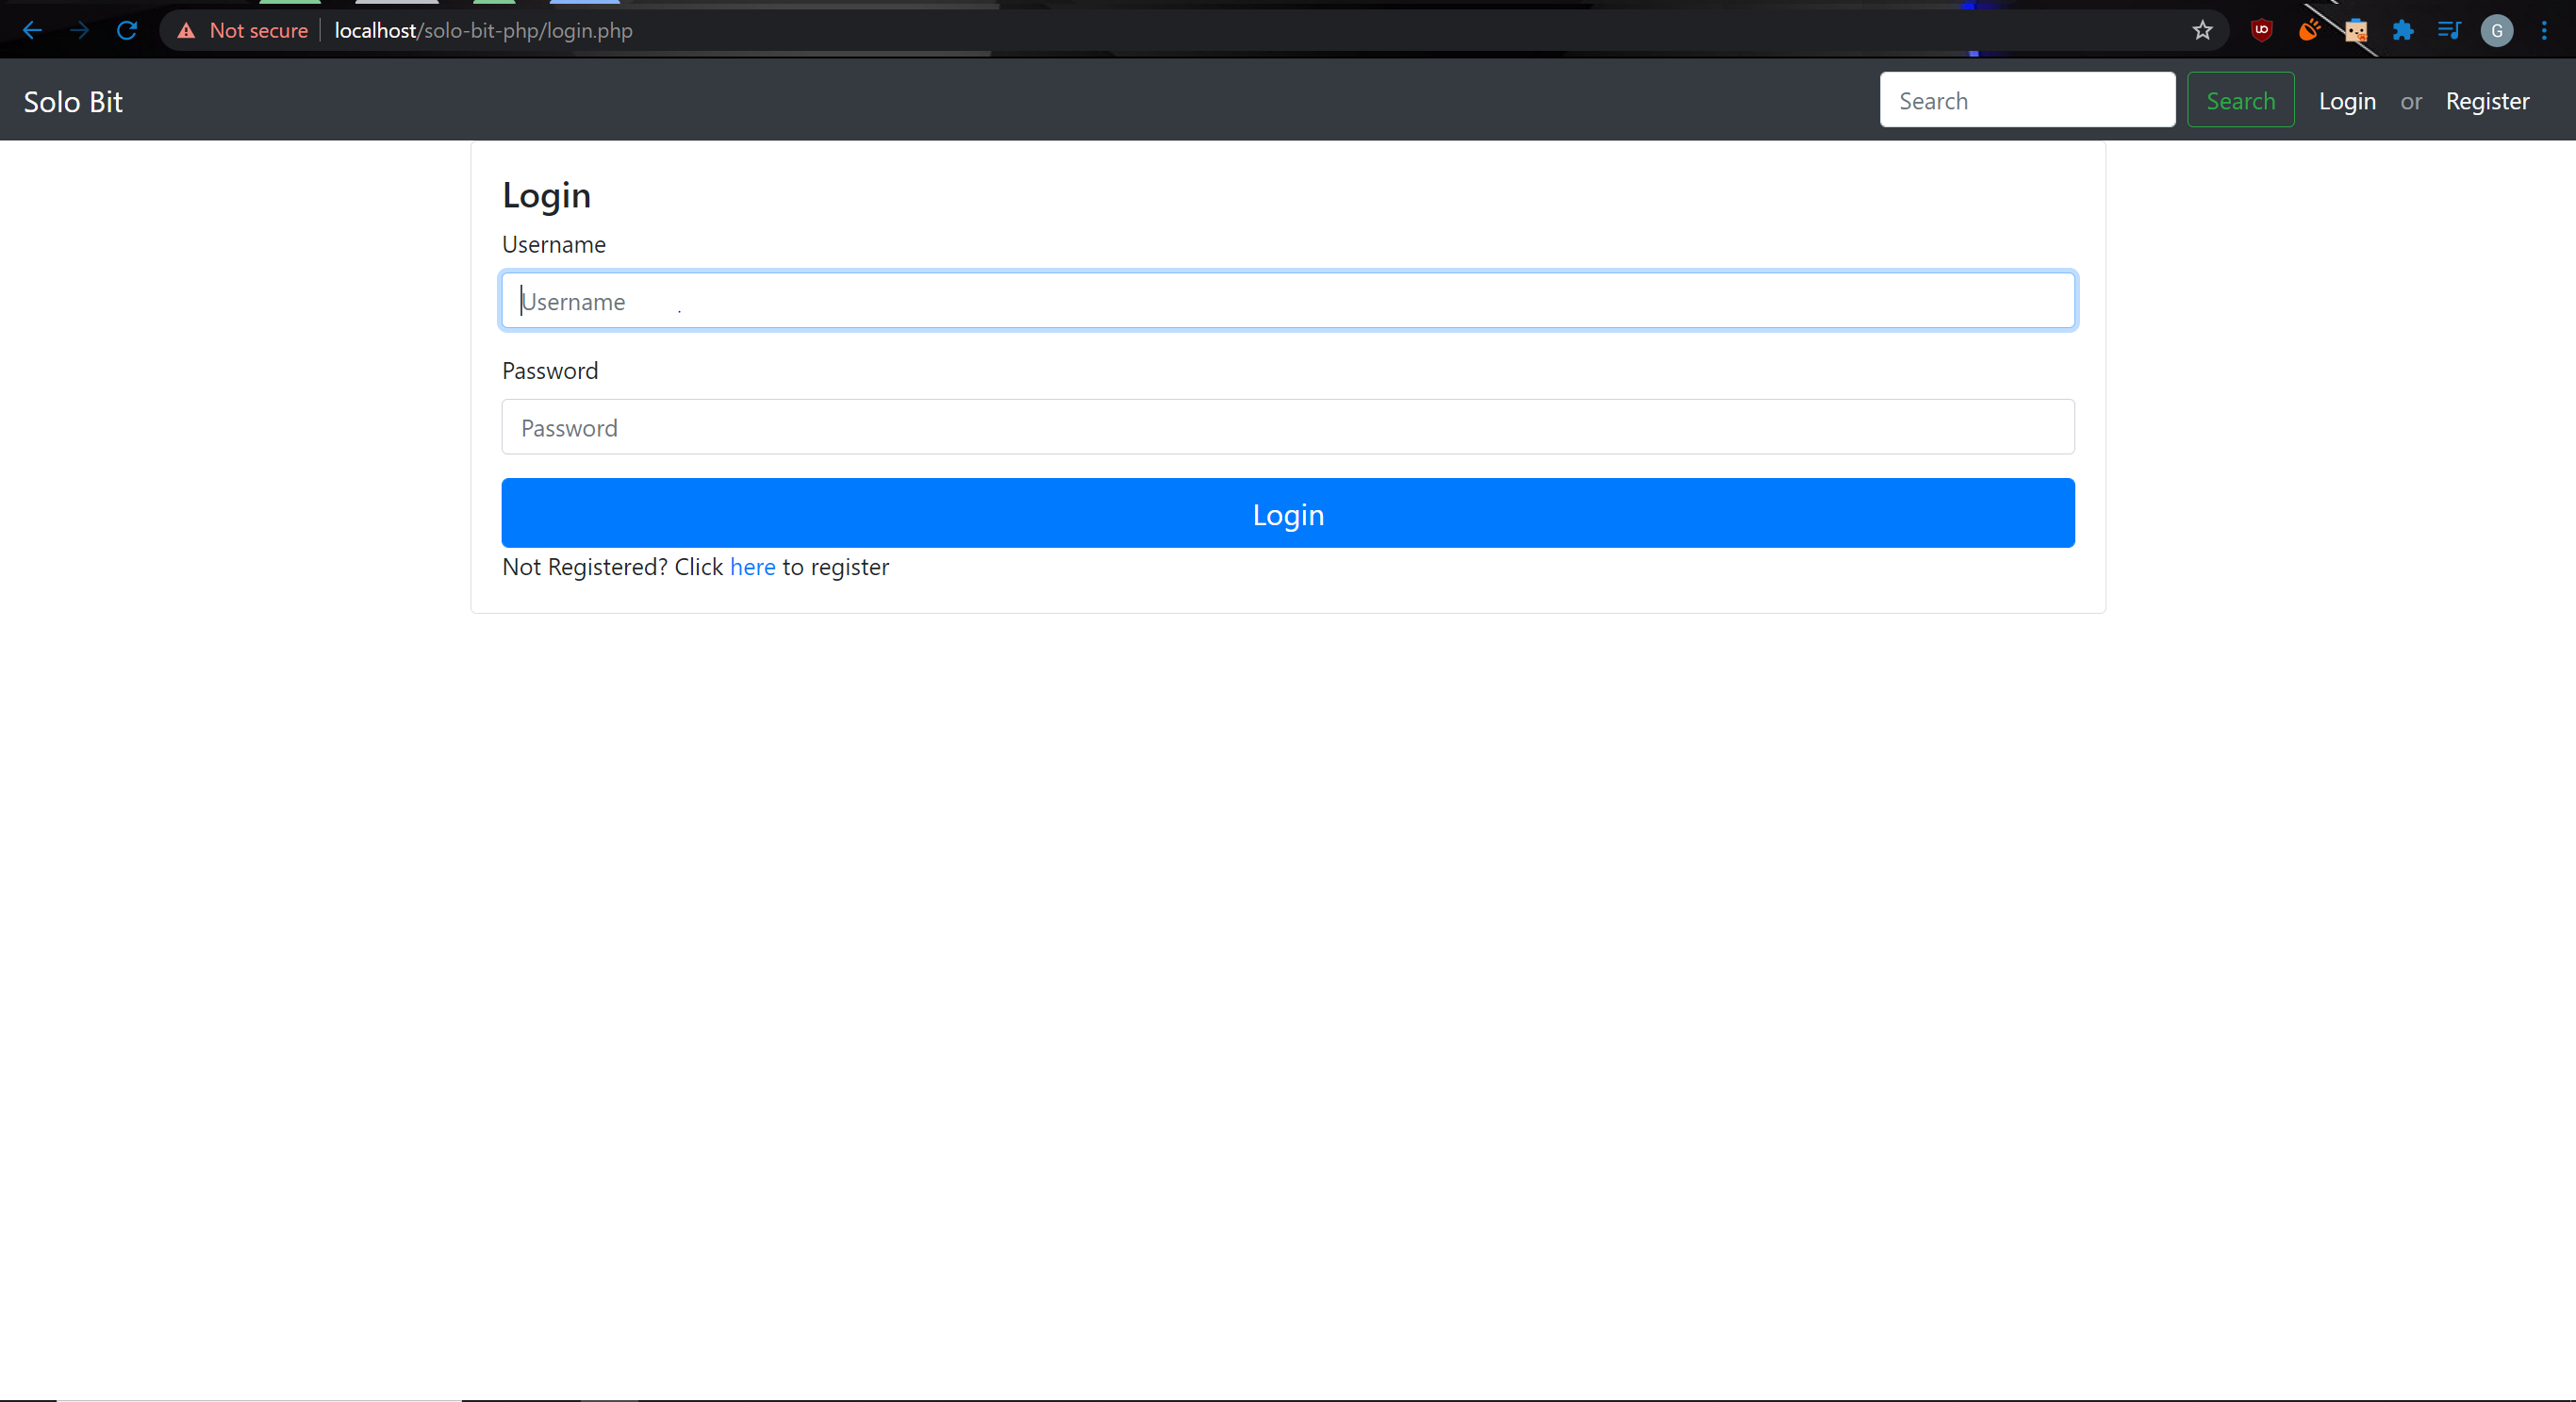 Not secure localhost/solo-bit-php/login.php G
Solo Bit Search Search Login or Register
Login
Username
Username
Password
Password
Login
Not Registered? Click here to register